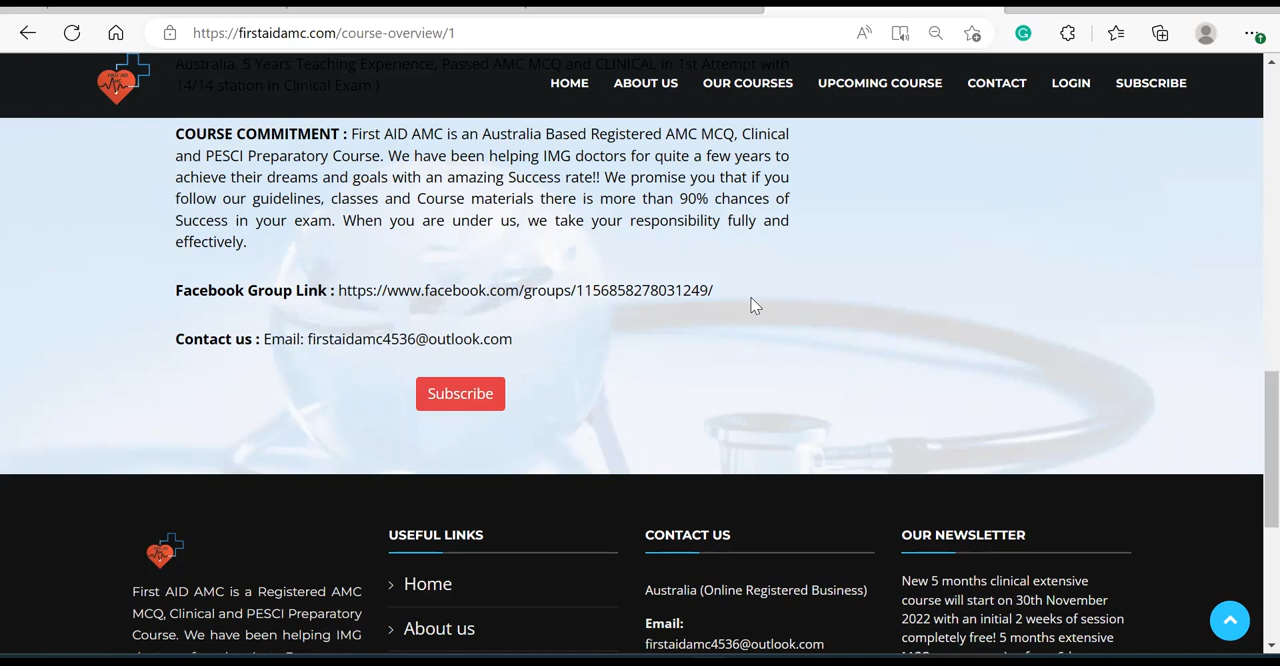 https://firstaidamc.com/course-overview/1
Australia. 5 Years Teaching Experience, Passed AMC MCQ and CLINICAL in 1st Attempt with
14/14 station in Clinical Exam )
FIRST AID
AMC
HOME ABOUT US OUR COURSES UPCOMING COURSE CONTACT LOGIN SUBSCRIBE
COURSE COMMITMENT : First AID AMC is an Australia Based Registered AMC MCQ, Clinical
and PESCI Preparatory Course. We have been helping IMG doctors for quite a few years to
achieve their dreams and goals with an amazing Success rate!! We promise you that if you
follow our guidelines, classes and Course materials there is more than 90% chances of
Success in your exam. When you are under us, we take your responsibility fully and
effectively.
Facebook Group Link : https://www.facebook.com/groups/1156858278031249/
Contact us : Email: firstaidamc4536@outlook.com
Subscribe
First AID AMC is a Registered AMC
MCQ, Clinical and PESCI Preparatory
Course. We have been helping IMG
USEFUL LINKS
Home
About us
CONTACT US
Australia (Online Registered Business)
Email:
firstaidamc4536@outlook.com
OUR NEWSLETTER
New 5 months clinical extensive
course will start on 30th November
2022 with an initial 2 weeks of session
completely free! 5 months extensive